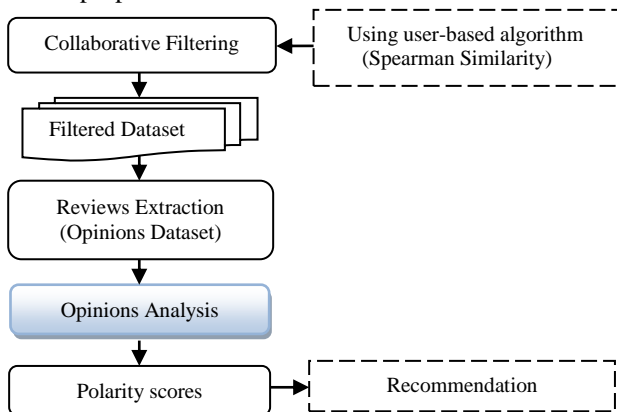 Collaborative Filtering
Using user-based algorithm
(Spearman Similarity)
Filtered Dataset
Reviews Extraction
(Opinions Dataset)
Opinions Analysis
Polarity scores
Recommendation